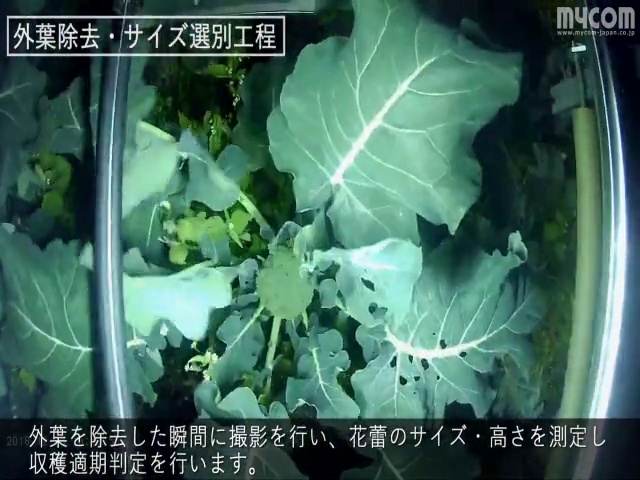 mycom
www.mycom-japan.co.jp
外葉除去・サイズ選別工程
外葉を除去した瞬間に撮影を行い、花蕾のサイズ・高さを測定し
収穫適期判定を行います。